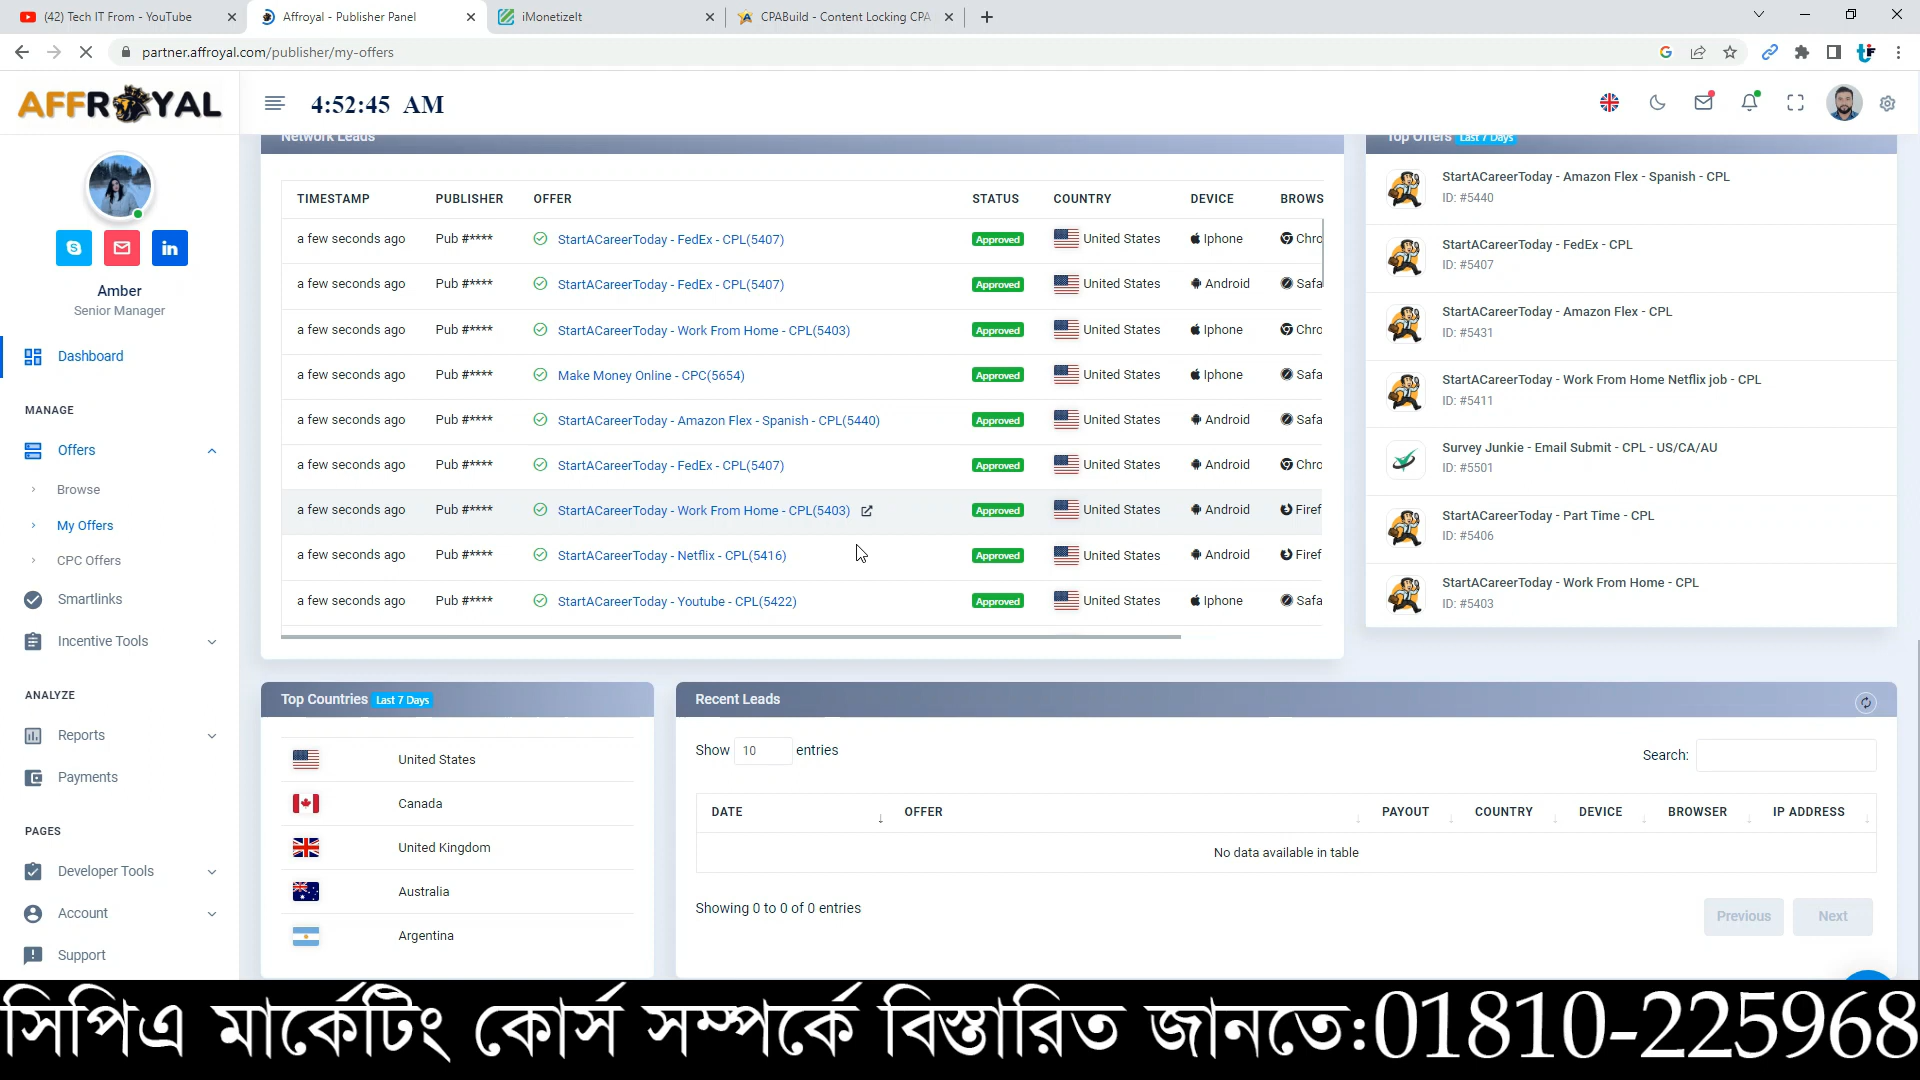 (42) Tech IT From - YouTube
Affroyal - Publisher Panel
iMonetizeIt
CPABuild - Content Locking CPA
partner.affroyal.com/publisher/my-offers
AFFROYAL
4:52:45 AM
Amber
Senior Manager
Dashboard
MANAGE
Offers
Browse
My Offers
CPC Offers
Smartlinks
Incentive Tools
ANALYZE
Reports
Payments
PAGES
Developer Tools
Account
Support
Network Leads
TIMESTAMP PUBLISHER OFFER STATUS COUNTRY DEVICE BROWS
a few seconds ago Pub #**** StartACareerToday - FedEx - CPL(5407) Approved United States Iphone Chro
a few seconds ago Pub #**** StartACareerToday - FedEx - CPL(5407) Approved United States Android Safa
a few seconds ago Pub #**** StartACareerToday - Work From Home - CPL(5403) Approved United States Iphone Chro
a few seconds ago Pub #**** Make Money Online - CPC(5654) Approved United States Iphone Safa
a few seconds ago Pub #**** StartACareerToday - Amazon Flex - Spanish - CPL(5440) Approved United States Android Safa
a few seconds ago Pub #**** StartACareerToday - FedEx - CPL(5407) Approved United States Android Chro
a few seconds ago Pub #**** StartACareerToday - Work From Home - CPL(5403) Approved United States Android Firef
a few seconds ago Pub #**** StartACareerToday - Netflix - CPL(5416) Approved United States Android Firef
a few seconds ago Pub #**** StartACareerToday - Youtube - CPL(5422) Approved United States Iphone Safa
Top Offers Last 7 Days
StartACareerToday - Amazon Flex - Spanish - CPL
ID: #5440
StartACareerToday - FedEx - CPL
ID: #5407
StartACareerToday - Amazon Flex - CPL
ID: #5431
StartACareerToday - Work From Home Netflix job - CPL
ID: #5411
Survey Junkie - Email Submit - CPL - US/CA/AU
ID: #5501
StartACareerToday - Part Time - CPL
ID: #5406
StartACareerToday - Work From Home - CPL
ID: #5403
Top Countries Last 7 Days
United States
Canada
United Kingdom
Australia
Argentina
Recent Leads
Show 10 entries
Search:
DATE OFFER PAYOUT COUNTRY DEVICE BROWSER IP ADDRESS
No data available in table
Showing 0 to 0 of 0 entries
Previous Next
সিপিএ মার্কেটিং কোর্স সম্পর্কে বিস্তারিত জানতে:01810-225968